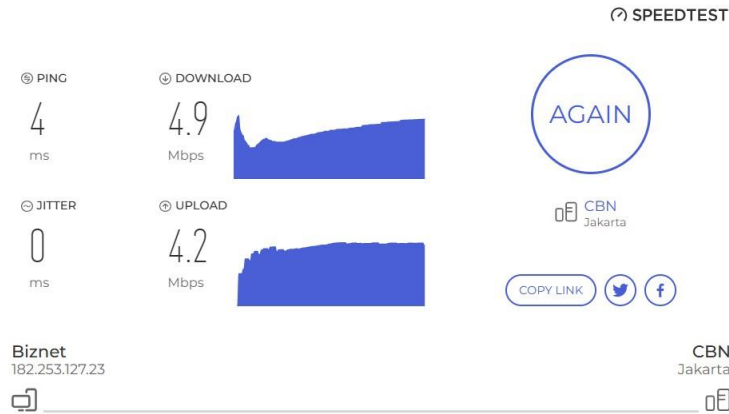 SPEEDTEST
PING
4
ms
DOWNLOAD
4.9
Mbps
JITTER
0
ms
UPLOAD
4.2
Mbps
AGAIN
CBN
Jakarta
COPY LINK
Biznet
182.253.127.23
CBN
Jakarta